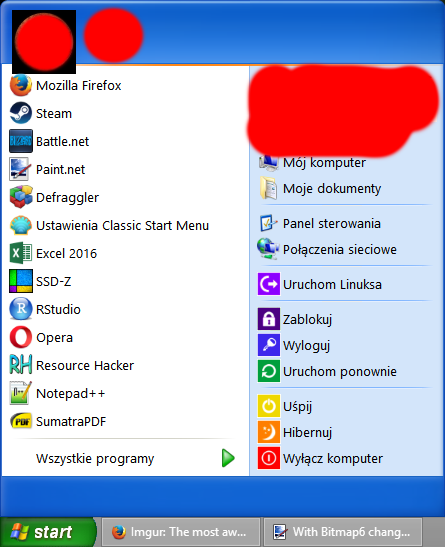 Mozilla Firefox
Steam
Battle.net
Paint.net
Defraggler
Ustawienia Classic Start Menu
Excel 2016
SSD-Z
RStudio
Opera
Resource Hacker
Notepad++
SumatraPDF
Wszystkie programy
Mój komputer
Moje dokumenty
Panel sterowania
Połączenia sieciowe
Uruchom Linuksa
Zablokuj
Wyloguj
Uruchom ponownie
Uśpij
Hibernuj
Wyłącz komputer
start
Imgur: The most aw...
With Bitmap6 chang...